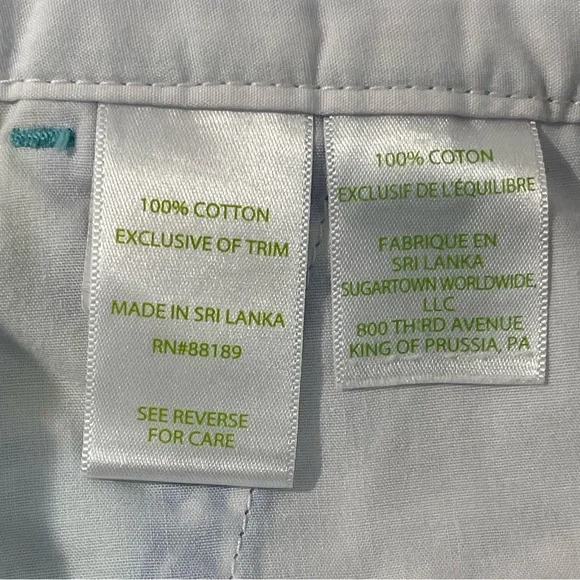 100% COTTON
EXCLUSIVE OF TRIM
MADE IN SRI LANKA
RN#88189
SEE REVERSE
FOR CARE
100% COTON
EXCLUSIF DE L'ÉQUILIBRE
FABRIQUE EN
SRI LANKA
SUGARTOWN WORLDWIDE,
LLC
800 THIRD AVENUE
KING OF PRUSSIA, PA